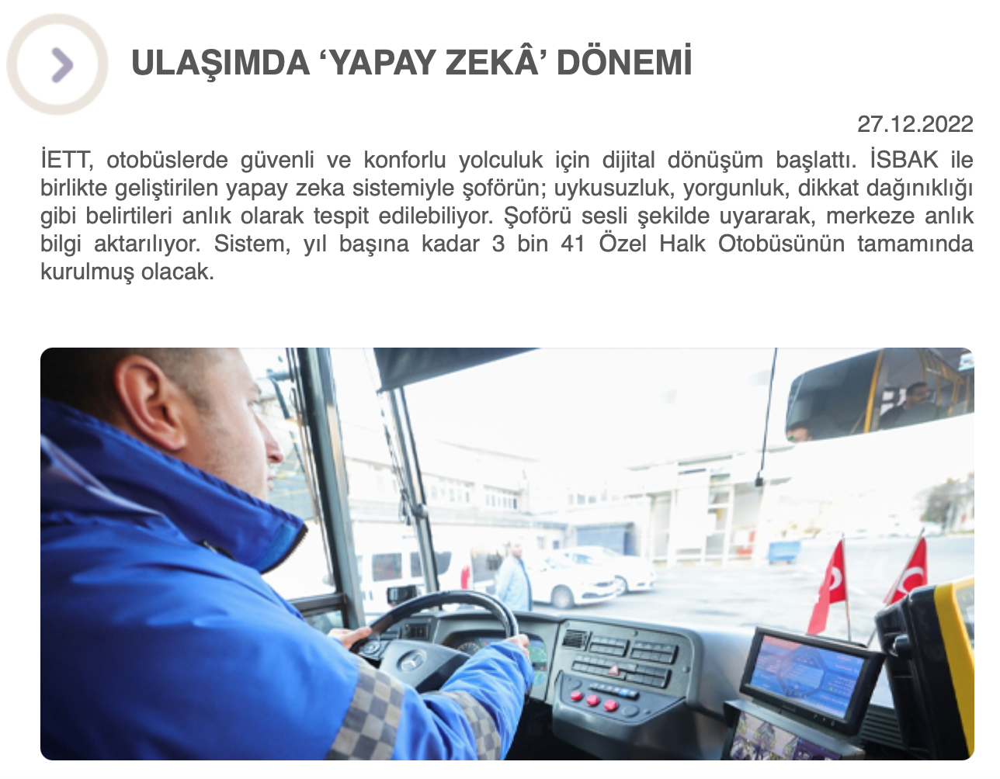 ULAŞIMDA ‘YAPAY ZEKÂ’ DÖNEMİ
27.12.2022
İETT, otobüslerde güvenli ve konforlu yolculuk için dijital dönüşüm başlattı. İSBAK ile
birlikte geliştirilen yapay zeka sistemiyle şoförün; uykusuzluk, yorgunluk, dikkat dağınıklığı
gibi belirtileri anlık olarak tespit edilebiliyor. Şoförü sesli şekilde uyararak, merkeze anlık
bilgi aktarılıyor. Sistem, yıl başına kadar 3 bin 41 Özel Halk Otobüsünün tamamında
kurulmuş olacak.